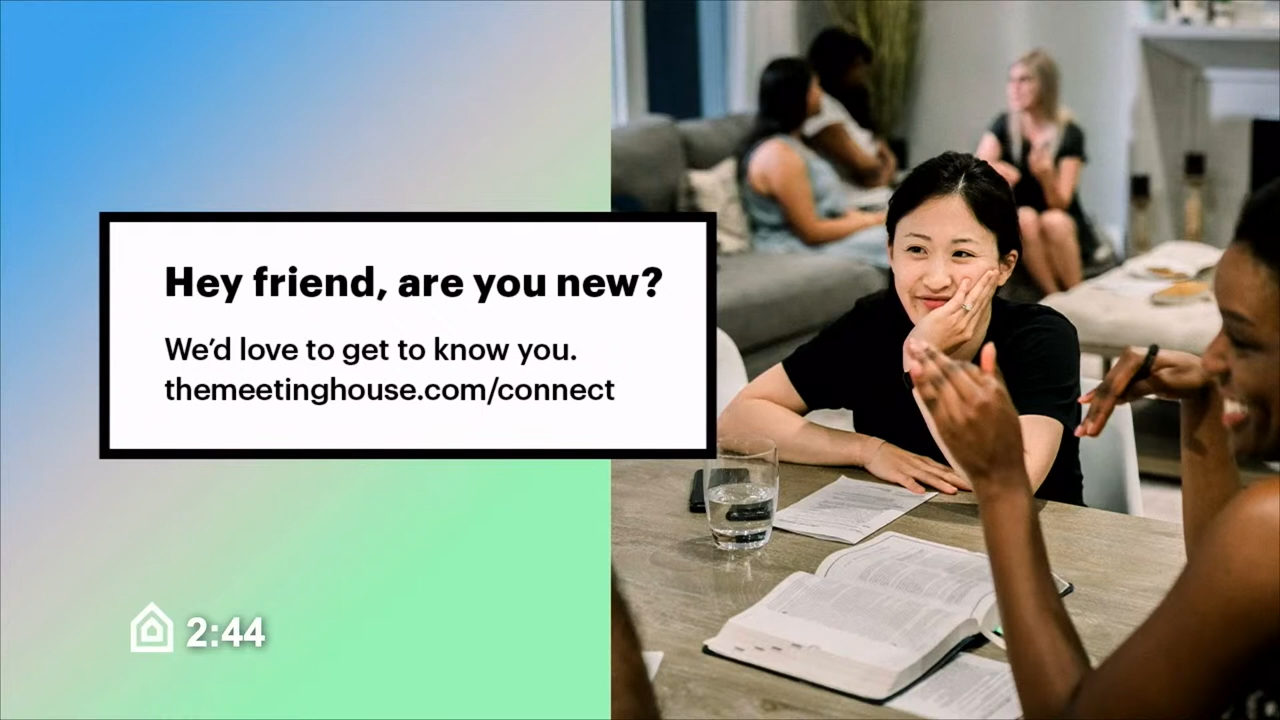 Hey friend, are you new?
We’d love to get to know you.
themeetinghouse.com/connect
2:44